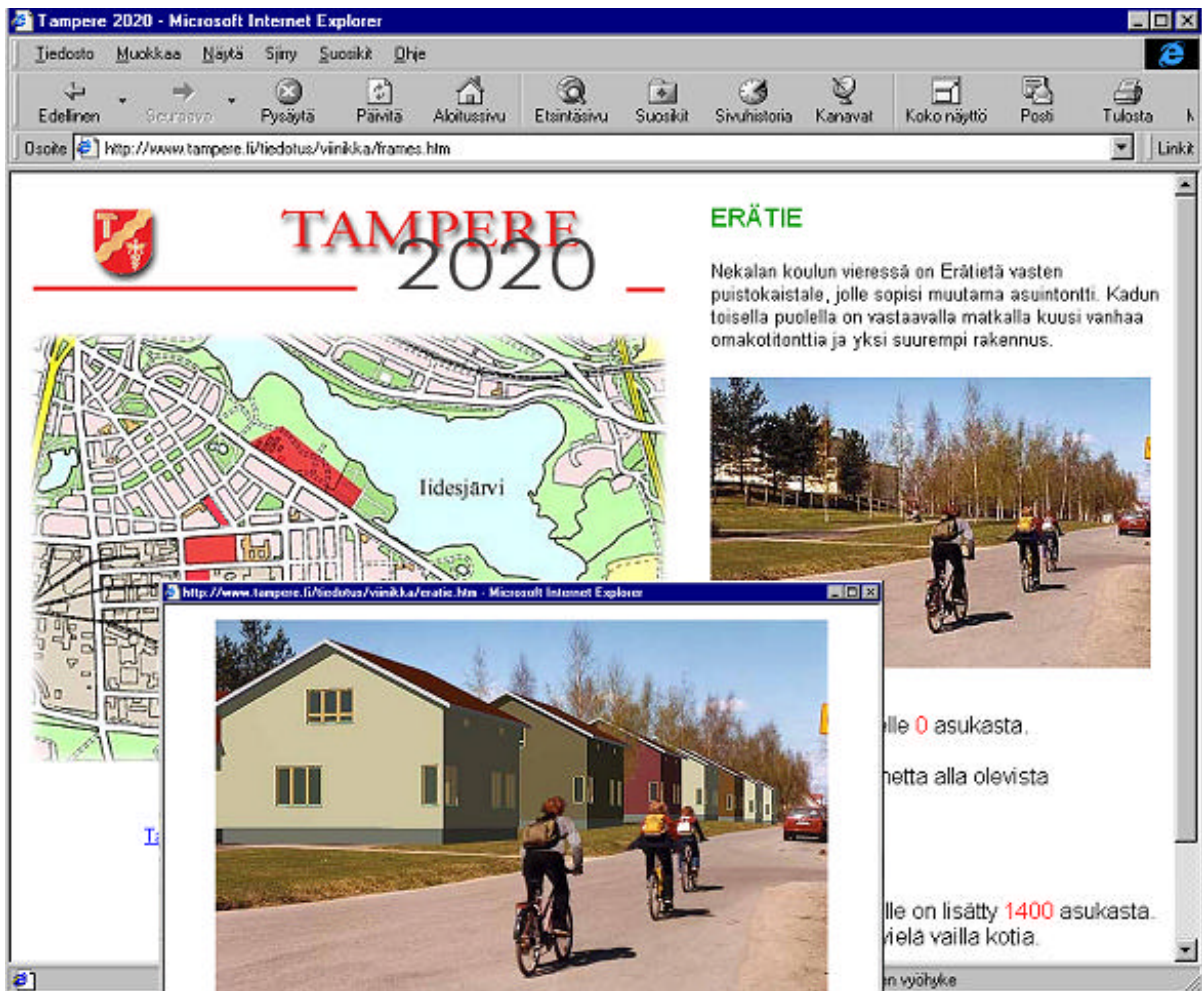 Tampere 2020 - Microsoft Internet Explorer
Tiedosto Muokkaa Näytä Siirry Suosikit Ohje
Edellinen Seuraava Pysäytä Päivitä Aloitussivu Etsintäsivu Suosikit Sivuhistoria Kanavat Koko näyttö Posti Tulosta
Osoite http://www.tampere.fi/tiedotus/viinikka/frames.htm Linkit
TAMPERE
2020
ERÄTIE
Nekalan koulun vieressä on Erätietä vasten
puistokaistale, jolle sopisi muutama asuintontti. Kadun
toisella puolella on vastaavalla matkalla kuusi vanhaa
omakotitonttia ja yksi suurempi rakennus.
Iidesjärvi
http://www.tampere.fi/tiedotus/viinikka/eratie.htm - Microsoft Internet Explorer
elle 0 asukasta.
netta alla olevista
Ta
lle on lisätty 1400 asukasta.
vielä vailla kotia.
en vyöhyke